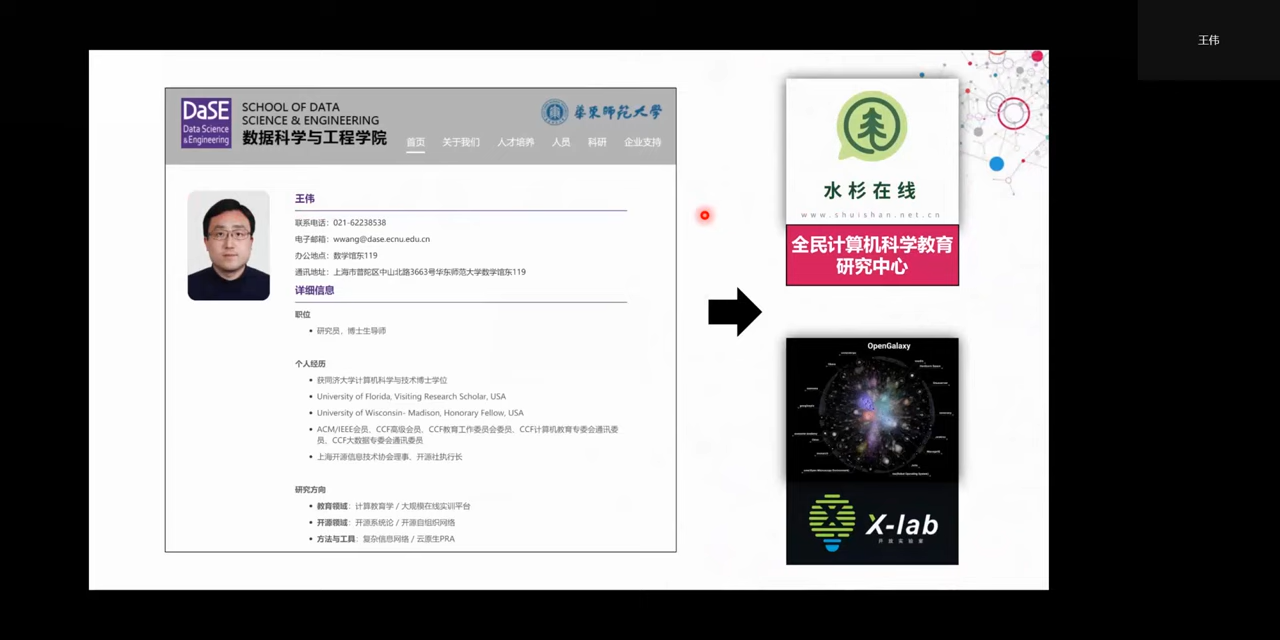 王伟
DaSE
Data Science
& Engineering
SCHOOL OF DATA
SCIENCE & ENGINEERING
数据科学与工程学院
華東師範大學
首页 关于我们 人才培养 人员 科研 企业支持
王伟
联系电话：021-62238538
电子邮箱：wwang@dase.ecnu.edu.cn
办公地点：数学馆东119
通讯地址：上海市普陀区中山北路3663号华东师范大学数学馆东119
详细信息
职位
• 研究员、博士生导师
个人经历
• 获同济大学计算机科学与技术博士学位
• University of Florida, Visiting Research Scholar, USA
• University of Wisconsin- Madison, Honorary Fellow, USA
• ACM/IEEE会员、CCF高级会员、CCF教育工作委员会委员、CCF计算机教育专委会通讯委
员、CCF大数据专委会通讯委员
• 上海开源信息技术协会理事、开源社执行长
研究方向
• 教育领域：计算教育学 / 大规模在线实训平台
• 开源领域：开源系统论 / 开源自组织网络
• 方法与工具：复杂信息网络 / 云原生PRA
水杉在线
www.shuishan.net.cn
全民计算机科学教育
研究中心
OpenGalaxy
X-lab
开放实验室